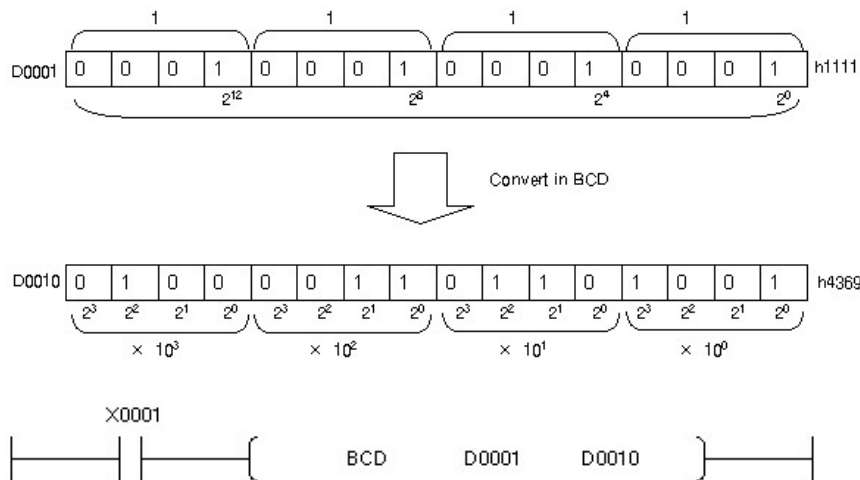 1 1 1 1
D0001 0 0 0 1 0 0 0 1 0 0 0 1 0 0 0 1 h1111
2¹² 2⁸ 2⁴ 2⁰
Convert in BCD
D0010 0 1 0 0 0 0 1 1 0 1 1 0 1 0 0 1 h4369
2³ 2² 2¹ 2⁰ 2³ 2² 2¹ 2⁰ 2³ 2² 2¹ 2⁰ 2³ 2² 2¹ 2⁰
× 10³ × 10² × 10¹ × 10⁰
X0001
BCD D0001 D0010